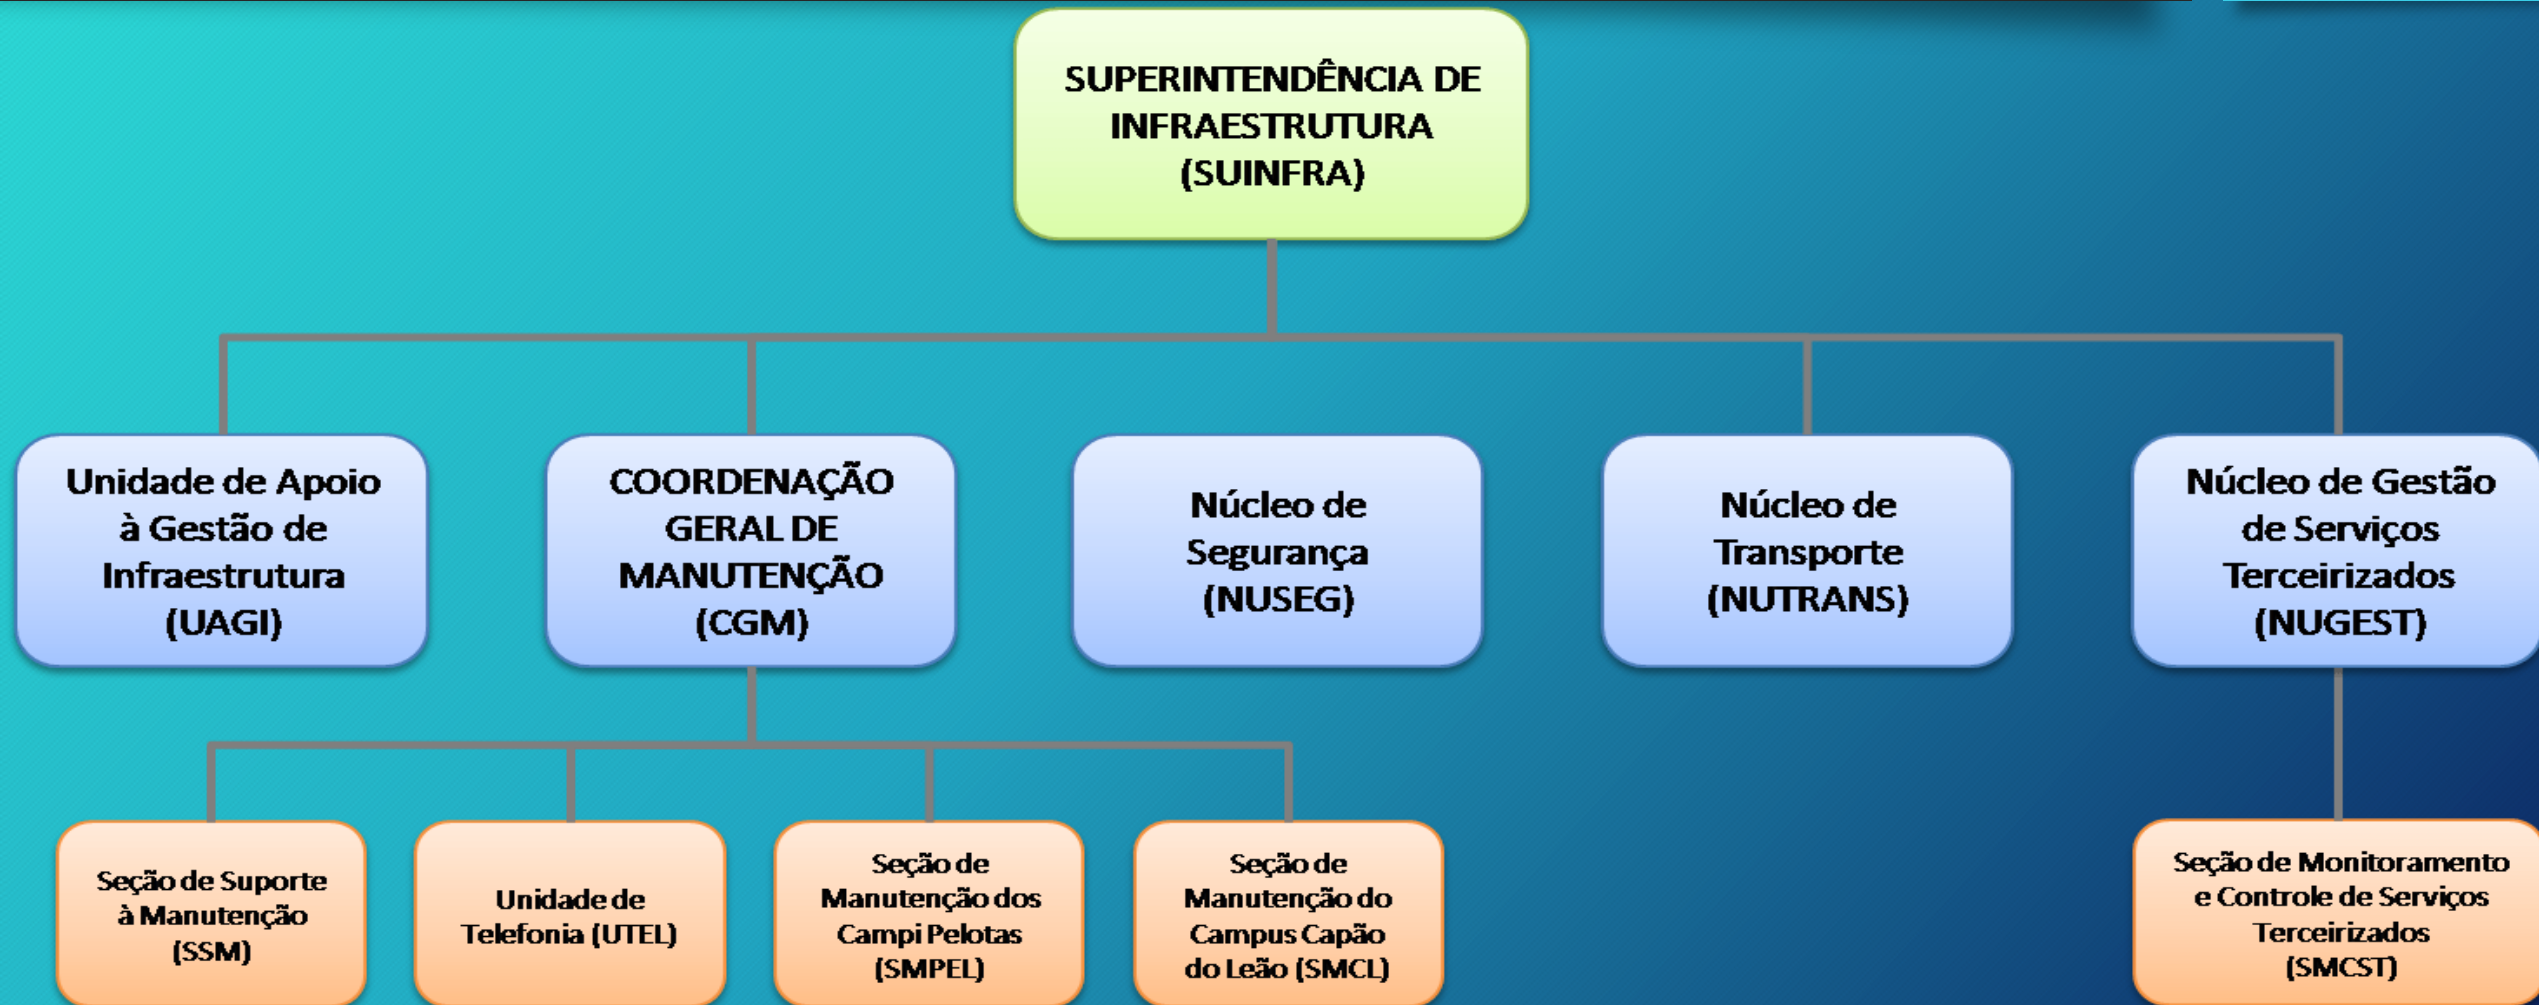 SUPERINTENDÊNCIA DE
INFRAESTRUTURA
(SUINFRA)
Unidade de Apoio
à Gestão de
Infraestrutura
(UAGI)
COORDENAÇÃO
GERAL DE
MANUTENÇÃO
(CGM)
Núcleo de
Segurança
(NUSEG)
Núcleo de
Transporte
(NUTRANS)
Núcleo de Gestão
de Serviços
Terceirizados
(NUGEST)
Seção de Suporte
à Manutenção
(SSM)
Unidade de
Telefonia (UTEL)
Seção de
Manutenção dos
Campi Pelotas
(SMPEL)
Seção de
Manutenção do
Campus Capão
do Leão (SMCL)
Seção de Monitoramento
e Controle de Serviços
Terceirizados
(SMCST)